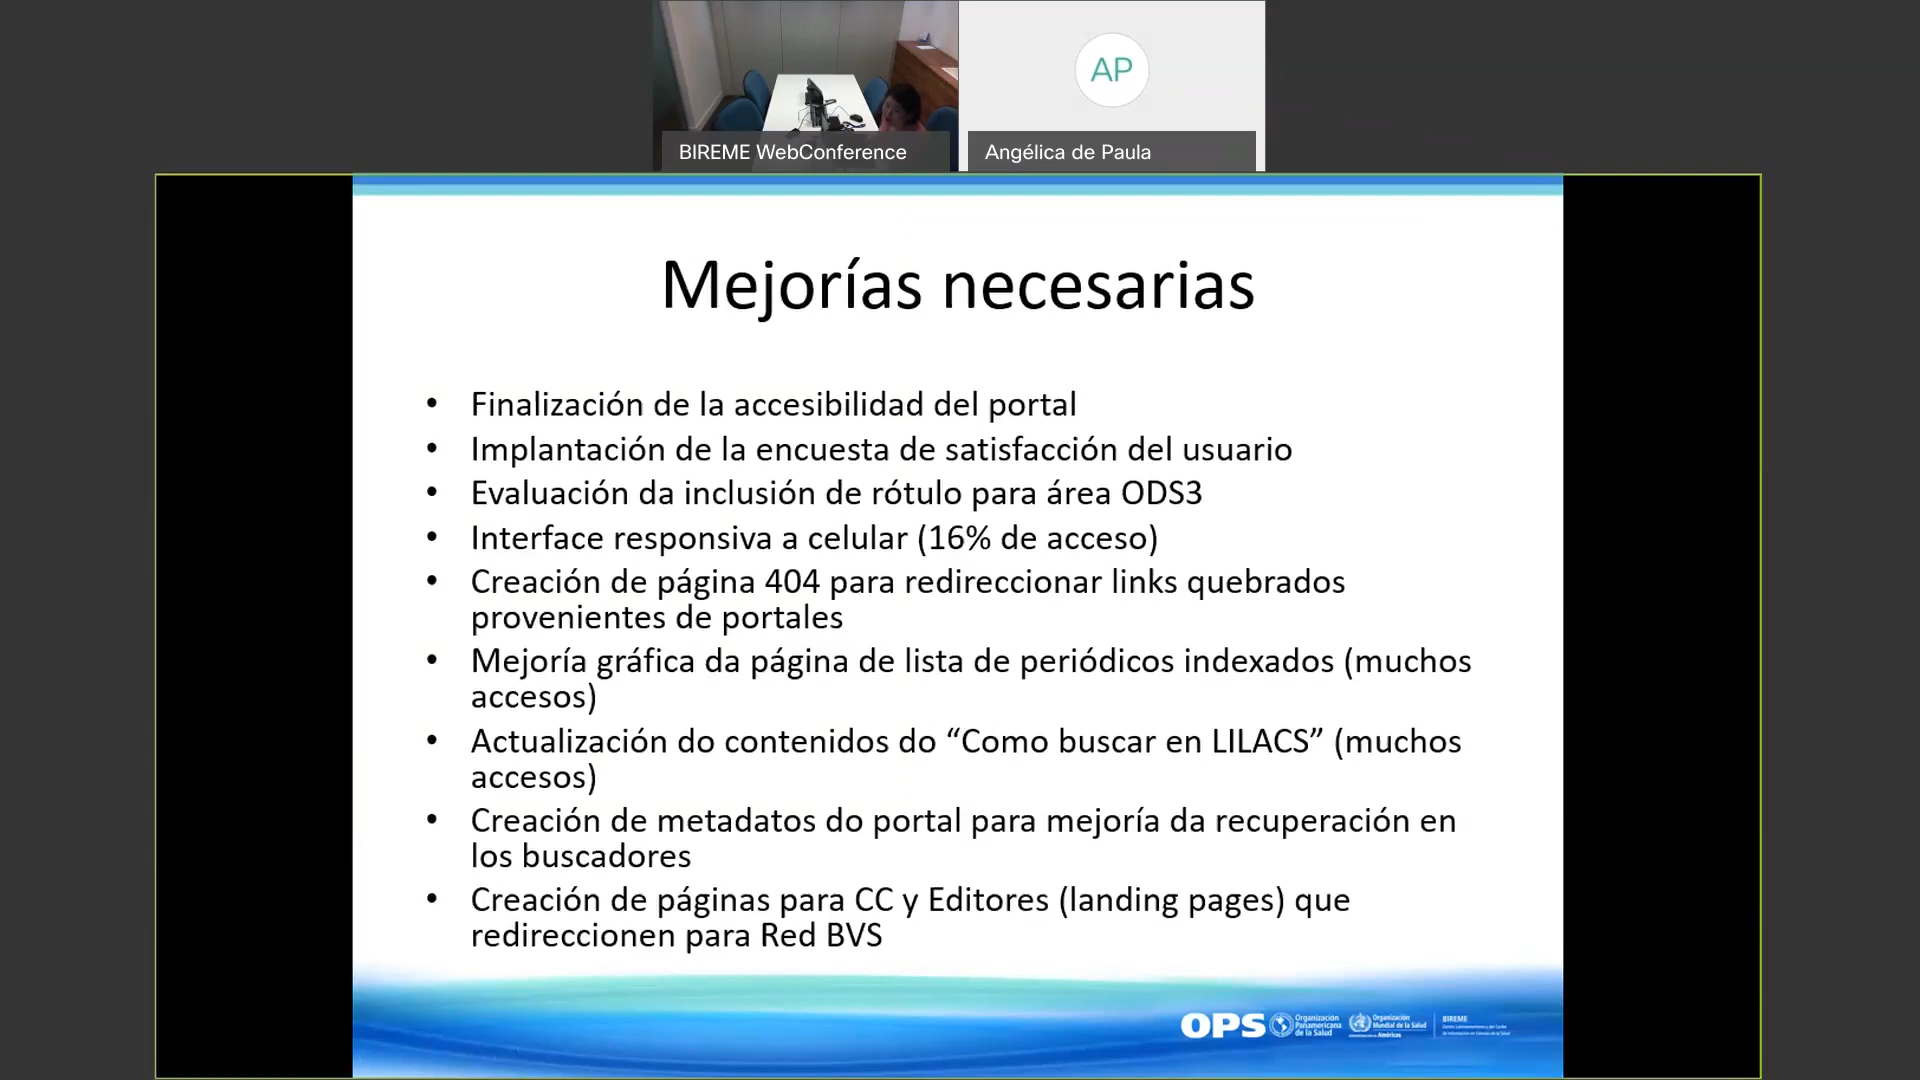 AP
BIREME WebConference
Angélica de Paula
Mejorías necesarias
• Finalización de la accesibilidad del portal
• Implantación de la encuesta de satisfacción del usuario
• Evaluación da inclusión de rótulo para área ODS3
• Interface responsiva a celular (16% de acceso)
• Creación de página 404 para redireccionar links quebrados
provenientes de portales
• Mejoría gráfica da página de lista de periódicos indexados (muchos
accesos)
• Actualización do contenidos do “Como buscar en LILACS” (muchos
accesos)
• Creación de metadatos do portal para mejoría da recuperación en
los buscadores
• Creación de páginas para CC y Editores (landing pages) que
redireccionen para Red BVS
OPS
Organización
Panamericana
de la Salud
Organización
Mundial de la Salud
Américas
BIREME